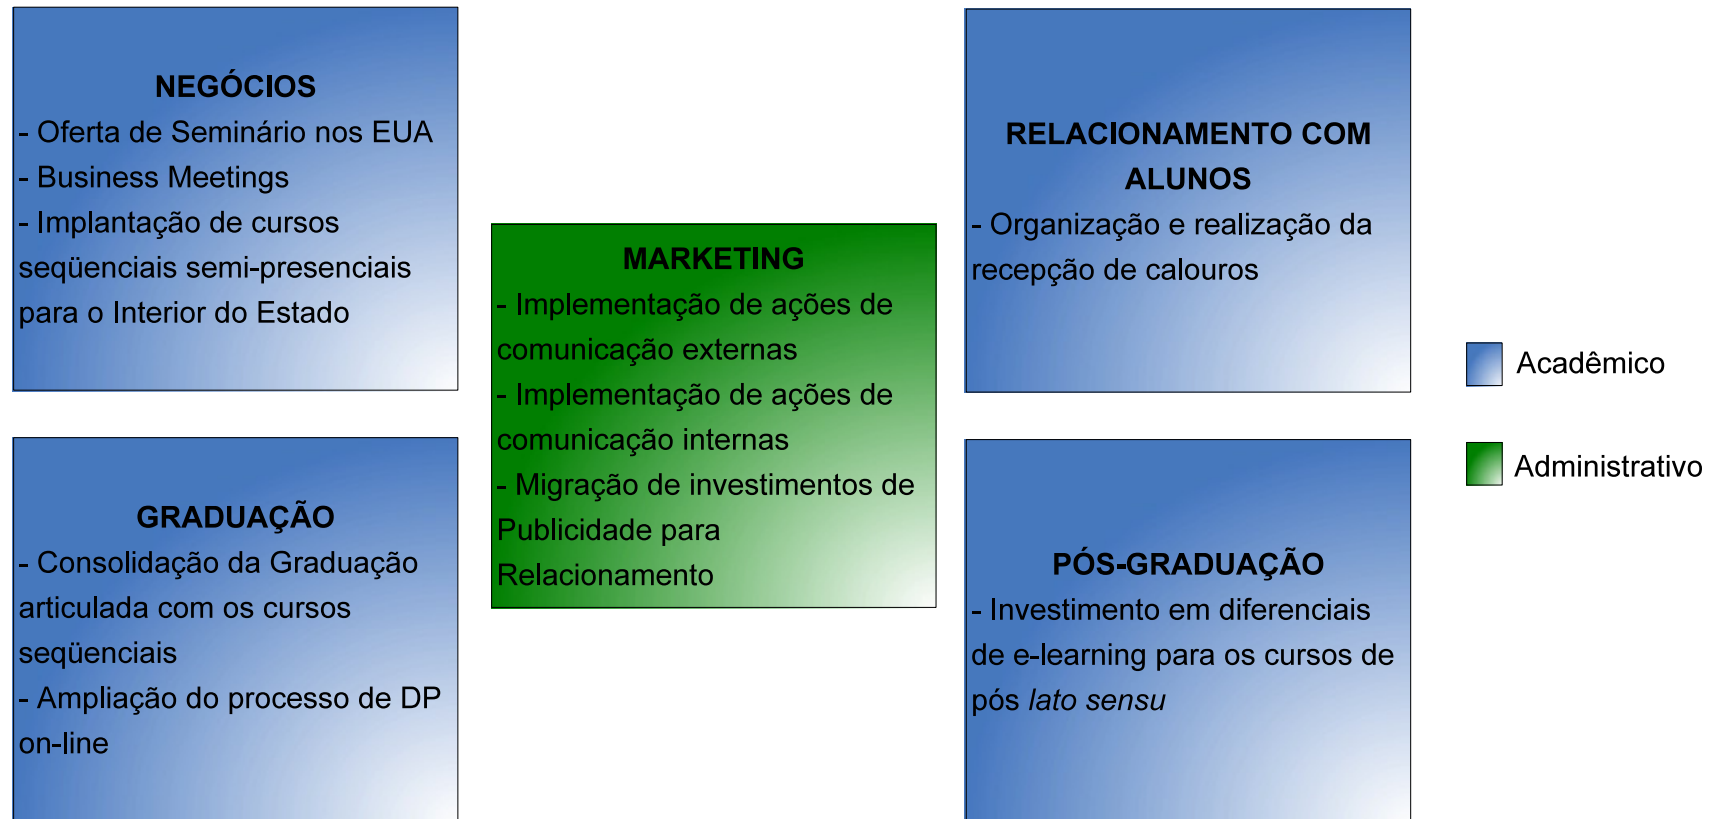 NEGÓCIOS
- Oferta de Seminário nos EUA
- Business Meetings
- Implantação de cursos
seqüenciais semi-presenciais
para o Interior do Estado
GRADUAÇÃO
- Consolidação da Graduação
articulada com os cursos
seqüenciais
- Ampliação do processo de DP
on-line
MARKETING
- Implementação de ações de
comunicação externas
- Implementação de ações de
comunicação internas
- Migração de investimentos de
Publicidade para
Relacionamento
RELACIONAMENTO COM
ALUNOS
- Organização e realização da
recepção de calouros
PÓS-GRADUAÇÃO
- Investimento em diferenciais
de e-learning para os cursos de
pós lato sensu
Acadêmico
Administrativo